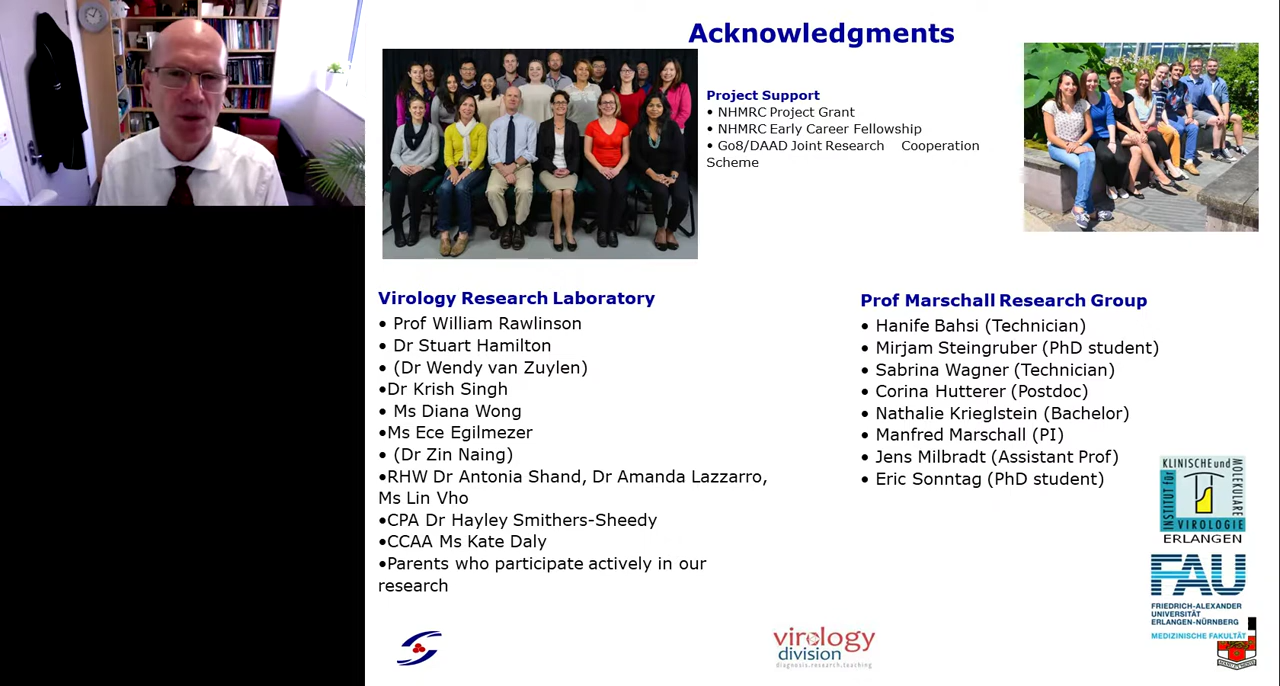 Acknowledgments
Project Support
• NHMRC Project Grant
• NHMRC Early Career Fellowship
• Go8/DAAD Joint Research Cooperation
Scheme
Virology Research Laboratory
• Prof William Rawlinson
• Dr Stuart Hamilton
• (Dr Wendy van Zuylen)
•Dr Krish Singh
• Ms Diana Wong
•Ms Ece Egilmezer
• (Dr Zin Naing)
•RHW Dr Antonia Shand, Dr Amanda Lazzarro,
Ms Lin Vho
•CPA Dr Hayley Smithers-Sheedy
•CCAA Ms Kate Daly
•Parents who participate actively in our
research
Prof Marschall Research Group
• Hanife Bahsi (Technician)
• Mirjam Steingruber (PhD student)
• Sabrina Wagner (Technician)
• Corina Hutterer (Postdoc)
• Nathalie Krieglstein (Bachelor)
• Manfred Marschall (PI)
• Jens Milbradt (Assistant Prof)
• Eric Sonntag (PhD student)
INSTITUT für
KLINISCHE und
MOLEKULARE
VIROLOGIE
ERLANGEN
FAU
FRIEDRICH-ALEXANDER
UNIVERSITÄT
ERLANGEN-NÜRNBERG
MEDIZINISCHE FAKULTÄT
virology
division
diagnosis.research.teaching